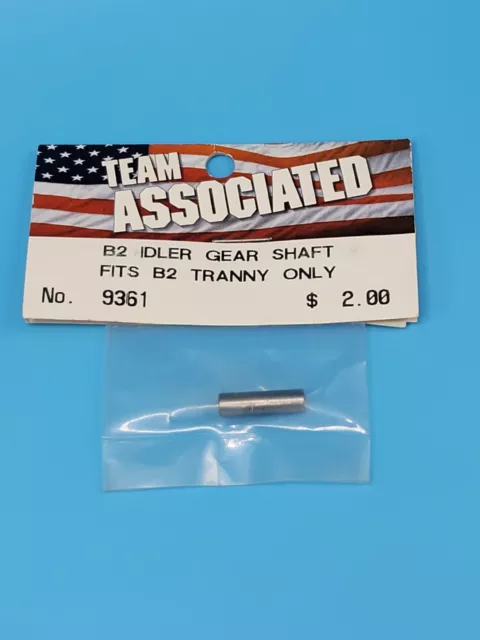 TEAM
ASSOCIATED
B2 IDLER GEAR SHAFT
FITS B2 TRANNY ONLY
No. 9361 $ 2.00